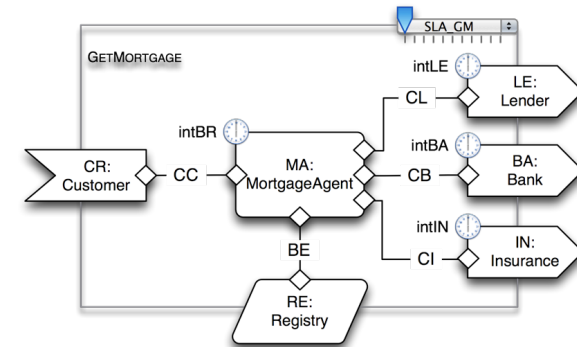 SLA_GM
GETMORTGAGE
intLE
LE:
Lender
CL
intBR
intBA
CR:
Customer
CC
MA:
MortgageAgent
CB
BA:
Bank
intIN
BE
CI
IN:
Insurance
RE:
Registry